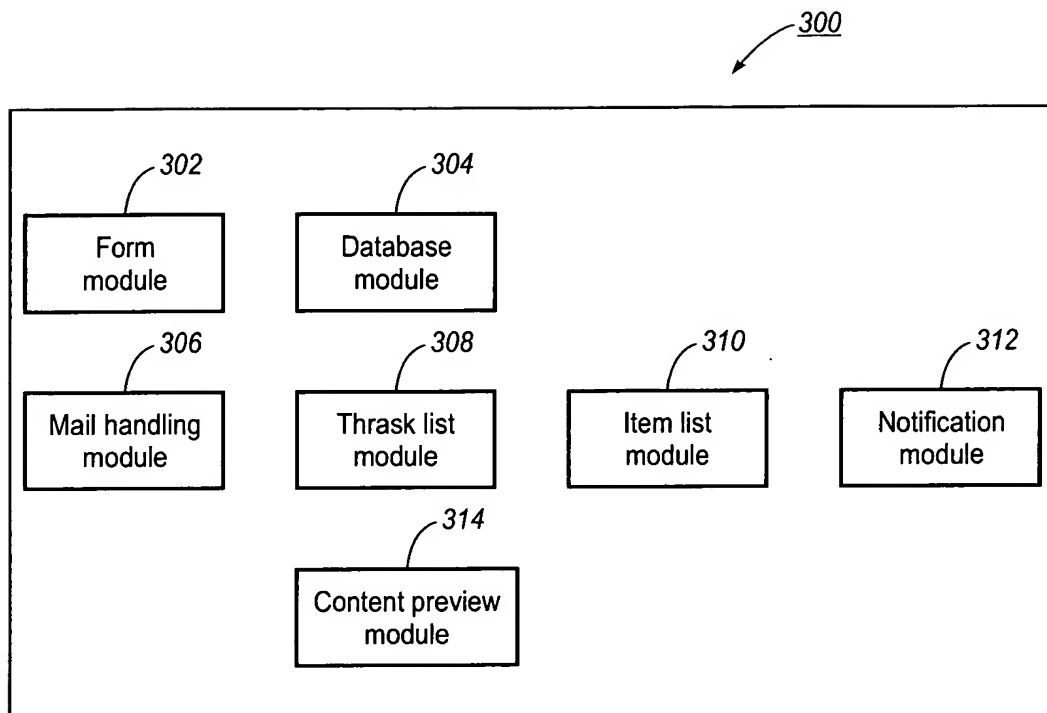 300
302
304
Form
module
Database
module
306
308
310
312
Mail handling
module
Thrask list
module
Item list
module
Notification
module
314
Content preview
module